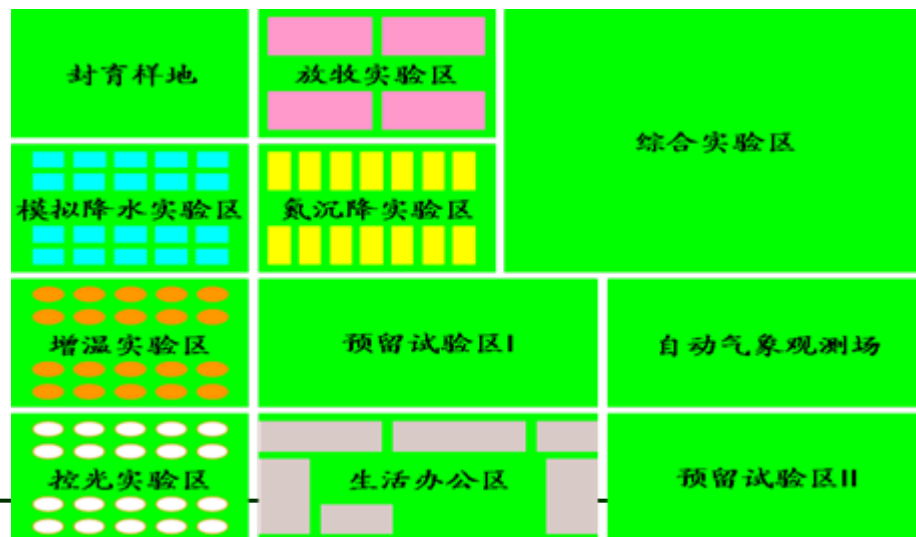 封育样地
放牧实验区
综合实验区
模拟降水实验区
氮沉降实验区
增温实验区
预留试验区I
自动气象观测场
控光实验区
生活办公区
预留试验区II